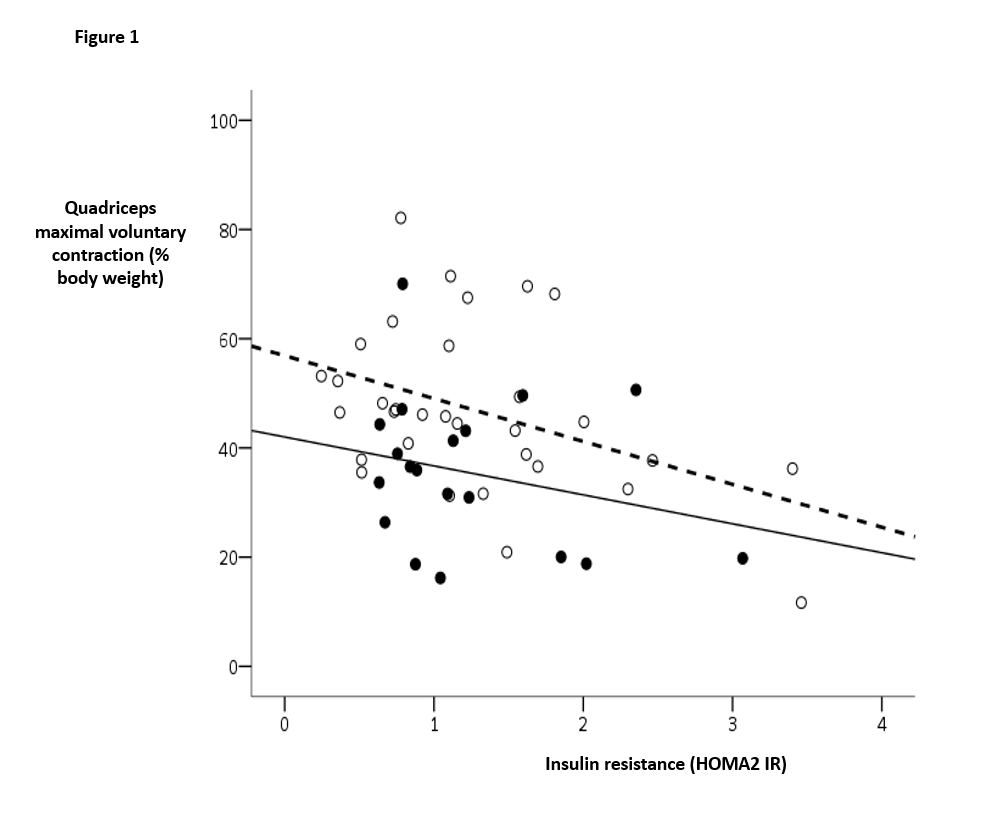 Figure 1
100
Quadriceps
maximal voluntary
contraction (%
body weight)
80
60
40
20
0
0 1 2 3 4
Insulin resistance (HOMA2 IR)